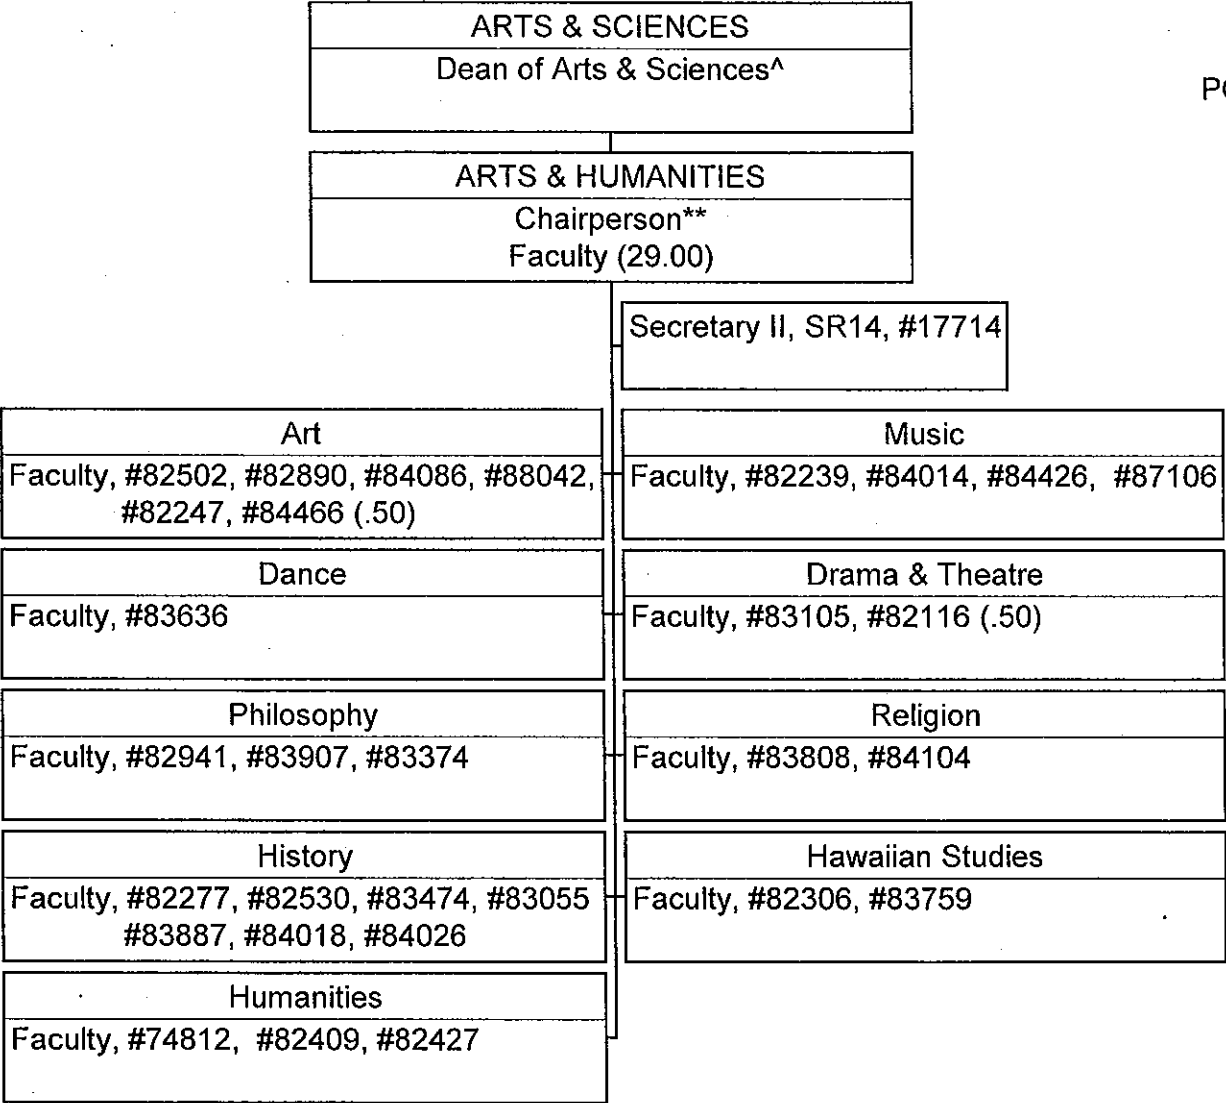 ARTS & SCIENCES
Dean of Arts & Sciences^
ARTS & HUMANITIES
Chairperson**
Faculty (29.00)
Secretary II, SR14, #17714
Art
Faculty, #82502, #82890, #84086, #88042,
#82247, #84466 (.50)
Music
Faculty, #82239, #84014, #84426, #87106
Dance
Faculty, #83636
Drama & Theatre
Faculty, #83105, #82116 (.50)
Philosophy
Faculty, #82941, #83907, #83374
Religion
Faculty, #83808, #84104
History
Faculty, #82277, #82530, #83474, #83055
#83887, #84018, #84026
Hawaiian Studies
Faculty, #82306, #83759
Humanities
Faculty, #74812, #82409, #82427